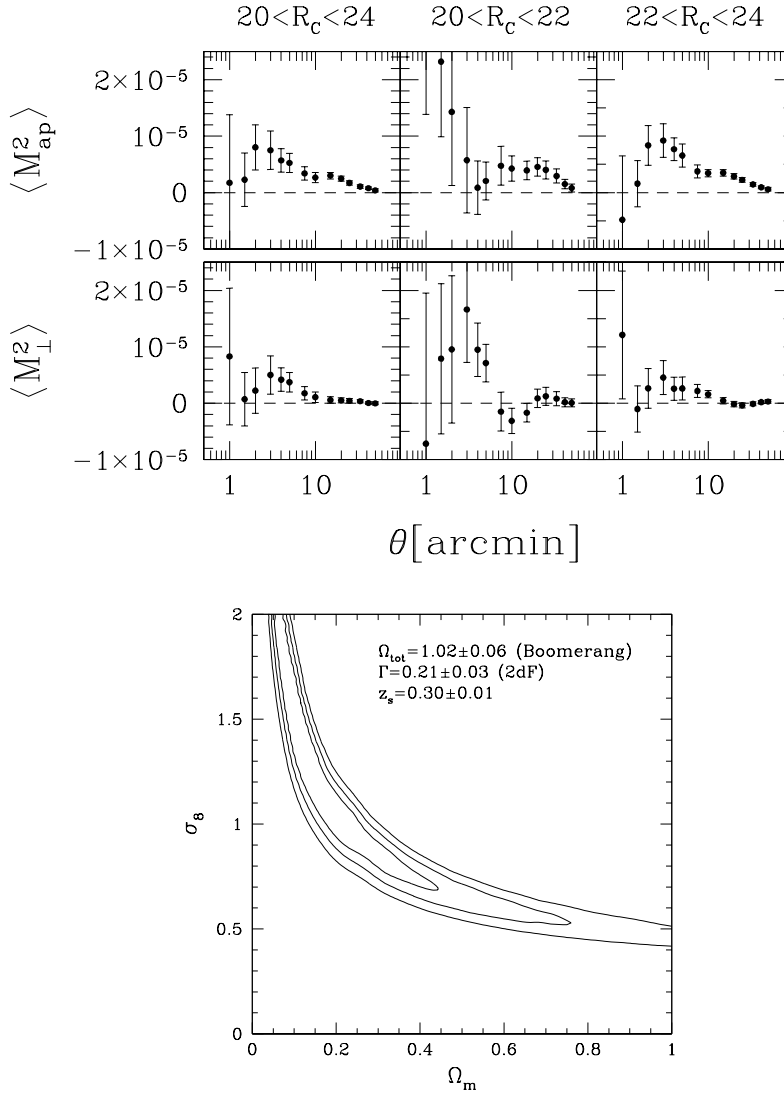 20<R_C<24 20<R_C<22 22<R_C<24
⟨M²_ap⟩
2×10⁻⁵
10⁻⁵
0
−1×10⁻⁵
⟨M²_⊥⟩
2×10⁻⁵
10⁻⁵
0
−1×10⁻⁵
1 10 1 10 1 10
θ[arcmin]
2
Ω_tot=1.02±0.06 (Boomerang)
Γ=0.21±0.03 (2dF)
z_s=0.30±0.01
1.5
1
σ_8
0.5
0
0 0.2 0.4 0.6 0.8 1
Ω_m